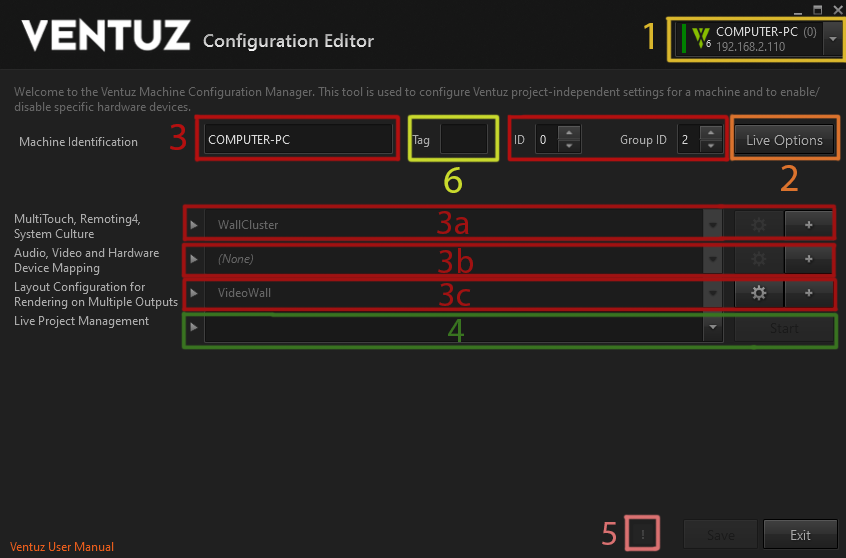 VENTUZ Configuration Editor
1 6 COMPUTER-PC (0)
192.168.2.110
Welcome to the Ventuz Machine Configuration Manager. This tool is used to configure Ventuz project-independent settings for a machine and to enable/
disable specific hardware devices.
Machine Identification 3 COMPUTER-PC Tag ID 0 Group ID 2 Live Options
6 2
MultiTouch, Remoting4,
System Culture
WallCluster 3a +
Audio, Video and Hardware
Device Mapping
(None) 3b +
Layout Configuration for
Rendering on Multiple Outputs
VideoWall 3c +
Live Project Management 4 Start
5 ! Save Exit
Ventuz User Manual